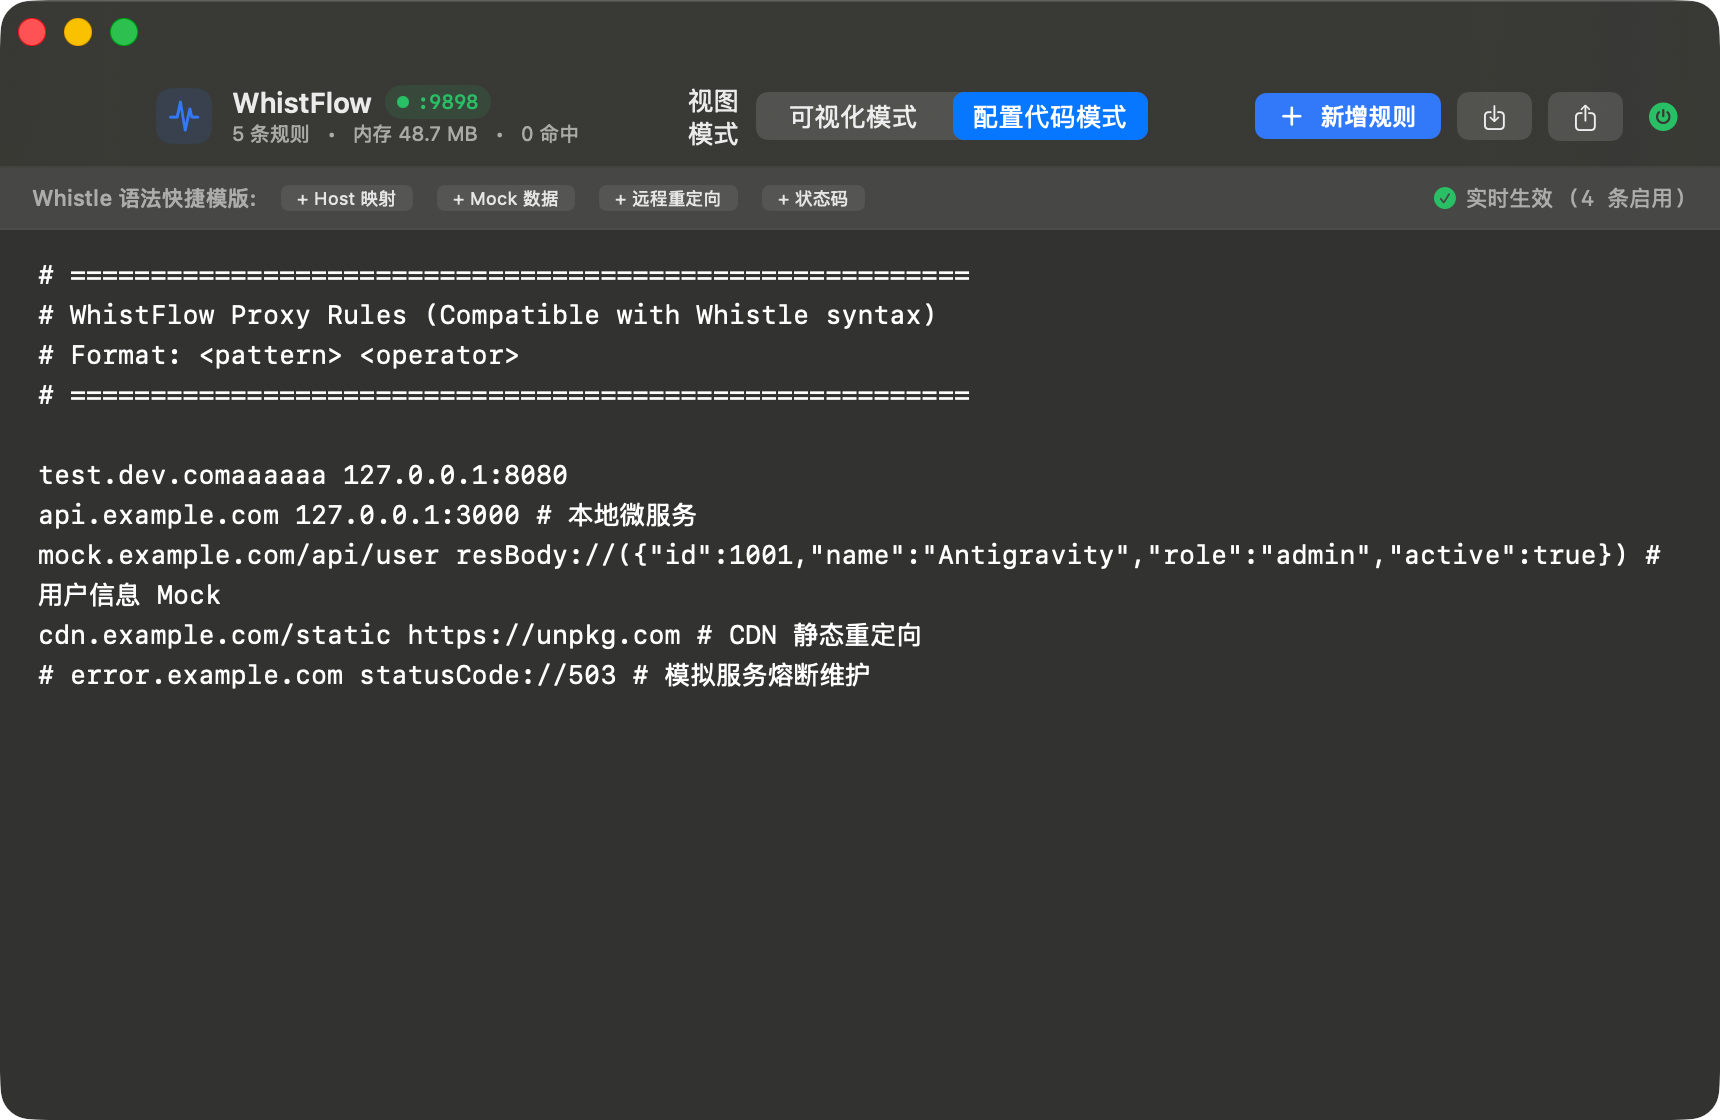 WhistFlow :9898
5 条规则 • 内存 48.7 MB • 0 命中
视图
模式
可视化模式 配置代码模式
+ 新增规则
Whistle 语法快捷模版: + Host 映射 + Mock 数据 + 远程重定向 + 状态码 实时生效 (4 条启用)
# ========================================================
# WhistFlow Proxy Rules (Compatible with Whistle syntax)
# Format: <pattern> <operator>
# ========================================================
test.dev.comaaaaaa 127.0.0.1:8080
api.example.com 127.0.0.1:3000 # 本地微服务
mock.example.com/api/user resBody://({"id":1001,"name":"Antigravity","role":"admin","active":true}) #
用户信息 Mock
cdn.example.com/static https://unpkg.com # CDN 静态重定向
# error.example.com statusCode://503 # 模拟服务熔断维护